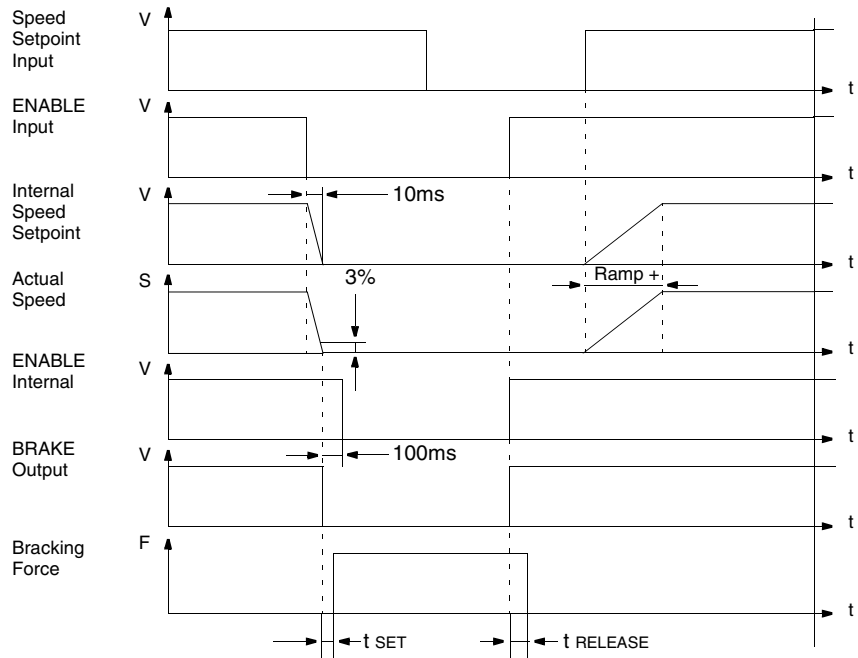 Speed
Setpoint
Input
V
t
ENABLE
Input
V
t
Internal
Speed
Setpoint
V
10ms
t
Actual
Speed
S
3%
Ramp +
t
ENABLE
Internal
V
t
BRAKE
Output
V
100ms
t
Bracking
Force
F
t
t SET
t RELEASE